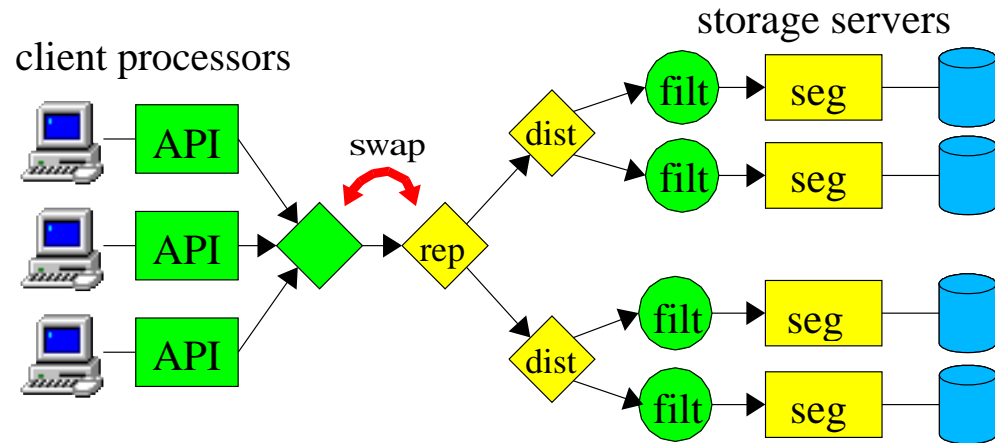 storage servers
client processors
filt
seg
API
dist
swap
filt
seg
API
rep
filt
seg
API
dist
filt
seg